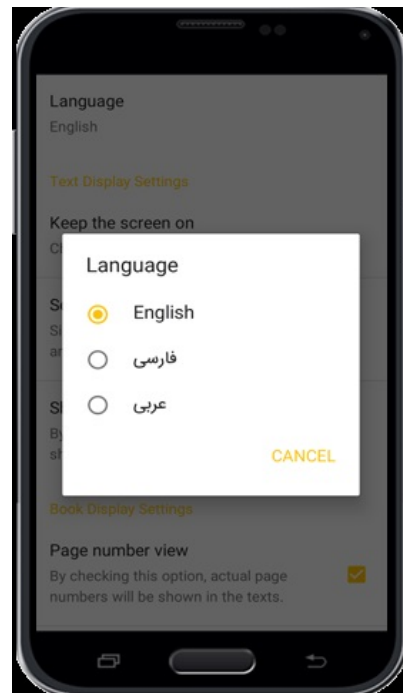 Language
English
Text Display Settings
Keep the screen on
Language
English
فارسی
عربی
CANCEL
Book Display Settings
Page number view
By checking this option, actual page
numbers will be shown in the texts.